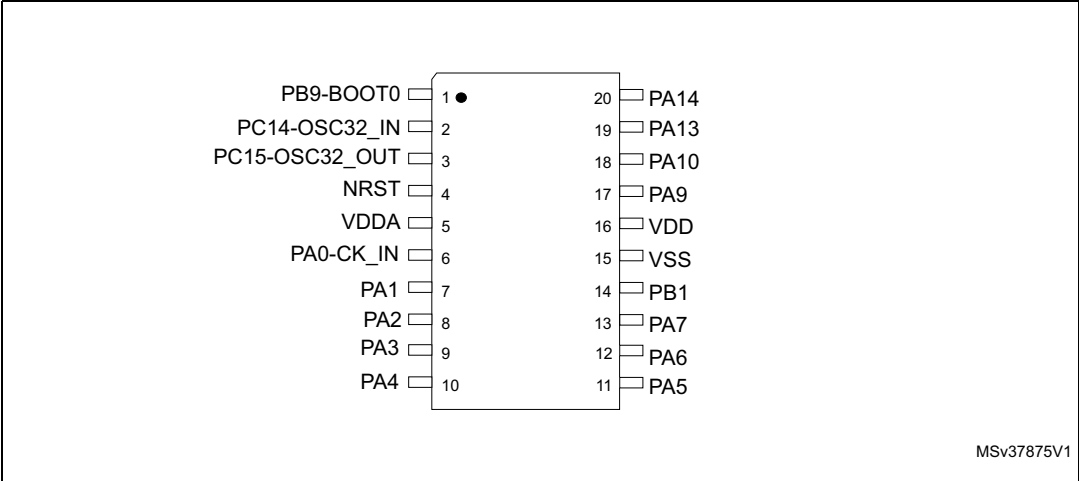 PB9-BOOT0 1 20 PA14
PC14-OSC32_IN 2 19 PA13
PC15-OSC32_OUT 3 18 PA10
NRST 4 17 PA9
VDDA 5 16 VDD
PA0-CK_IN 6 15 VSS
PA1 7 14 PB1
PA2 8 13 PA7
PA3 9 12 PA6
PA4 10 11 PA5
MSv37875V1